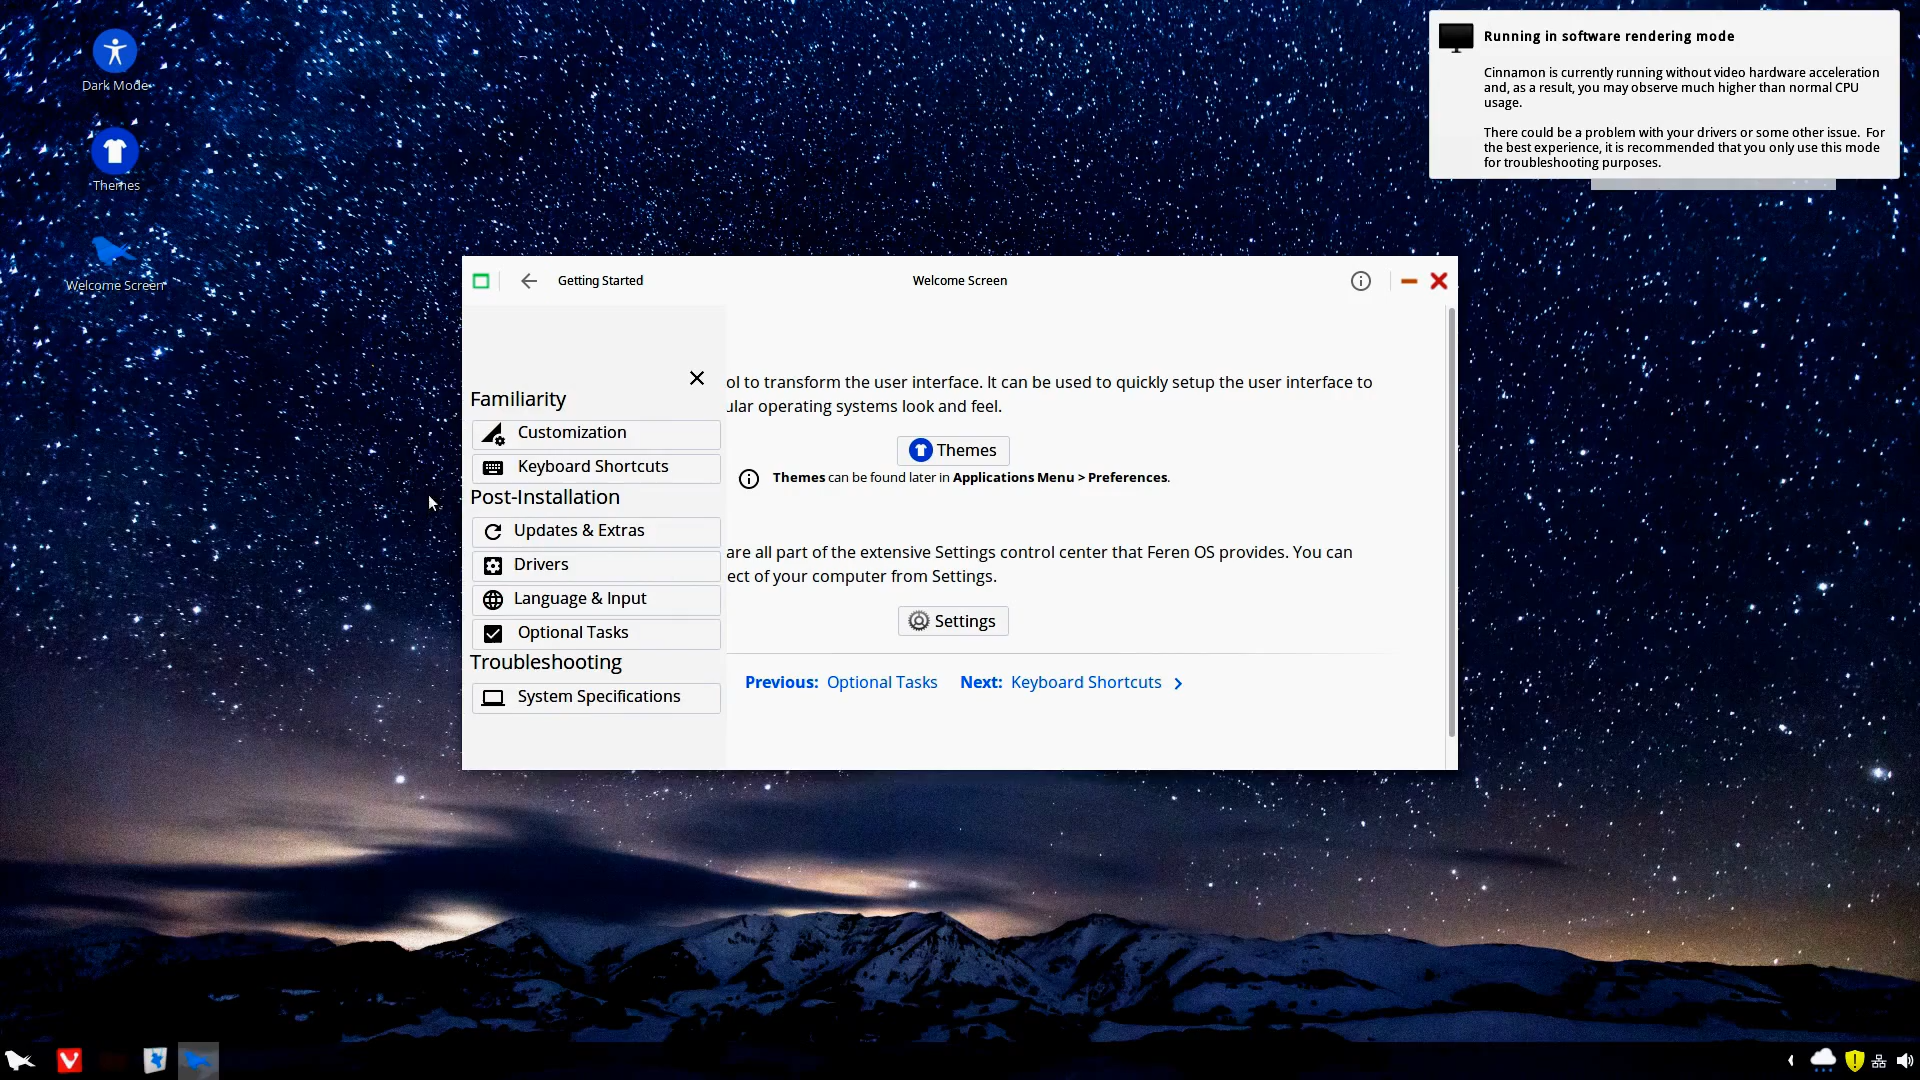 Dark Mode
Themes
Welcome Screen
Running in software rendering mode
Cinnamon is currently running without video hardware acceleration
and, as a result, you may observe much higher than normal CPU
usage.
There could be a problem with your drivers or some other issue.  For
the best experience, it is recommended that you only use this mode
for troubleshooting purposes.
Getting Started
Welcome Screen
Familiarity
Customization
Keyboard Shortcuts
Post-Installation
Updates & Extras
Drivers
Language & Input
Optional Tasks
Troubleshooting
System Specifications
ol to transform the user interface. It can be used to quickly setup the user interface to
ular operating systems look and feel.
Themes
Themes can be found later in Applications Menu > Preferences.
are all part of the extensive Settings control center that Feren OS provides. You can
ect of your computer from Settings.
Settings
Previous: Optional Tasks Next: Keyboard Shortcuts